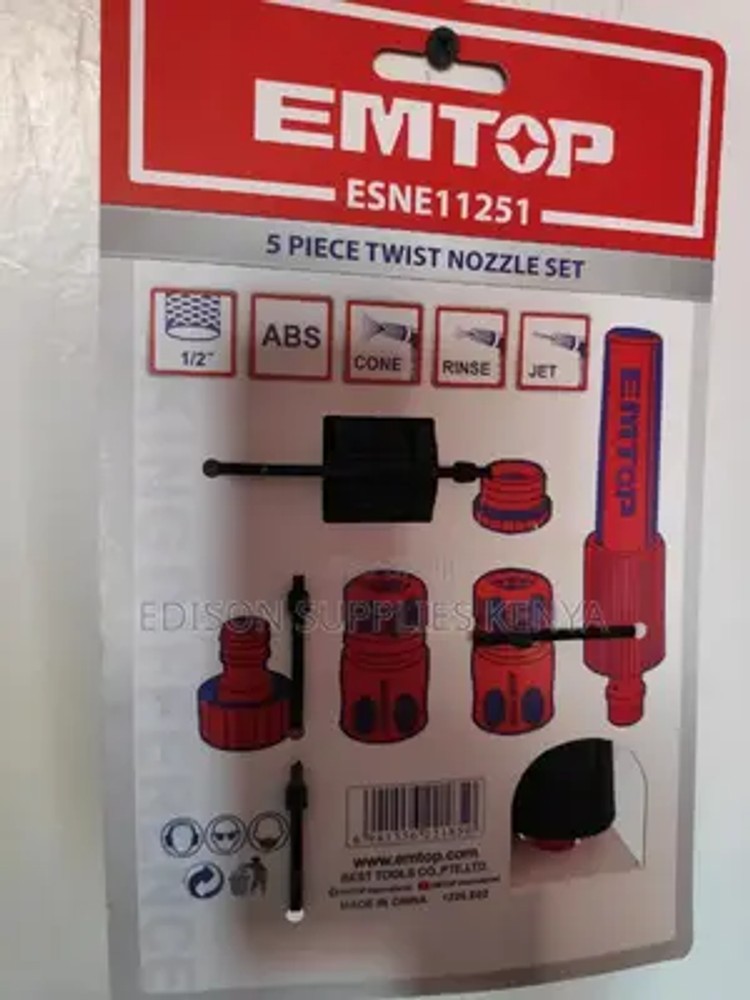 EMTOP
ESNE11251
5 PIECE TWIST NOZZLE SET
1/2"
ABS
CONE
RINSE
JET
EMTOP
EDISON SUPPLIES KENYA
www.emtop.com
BEST TOOLS CO.,PTE.LTD.
MADE IN CHINA